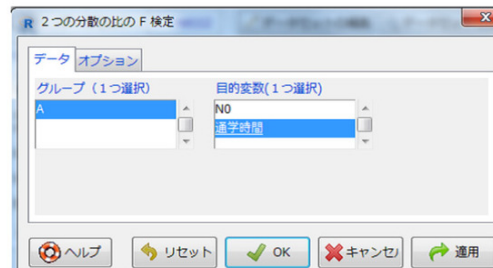 R 2つの分散の比の F 検定
データ オプション
グループ（1つ選択） 目的変数(1つ選択)
A N0
通学時間
ヘルプ リセット OK キャンセル 適用